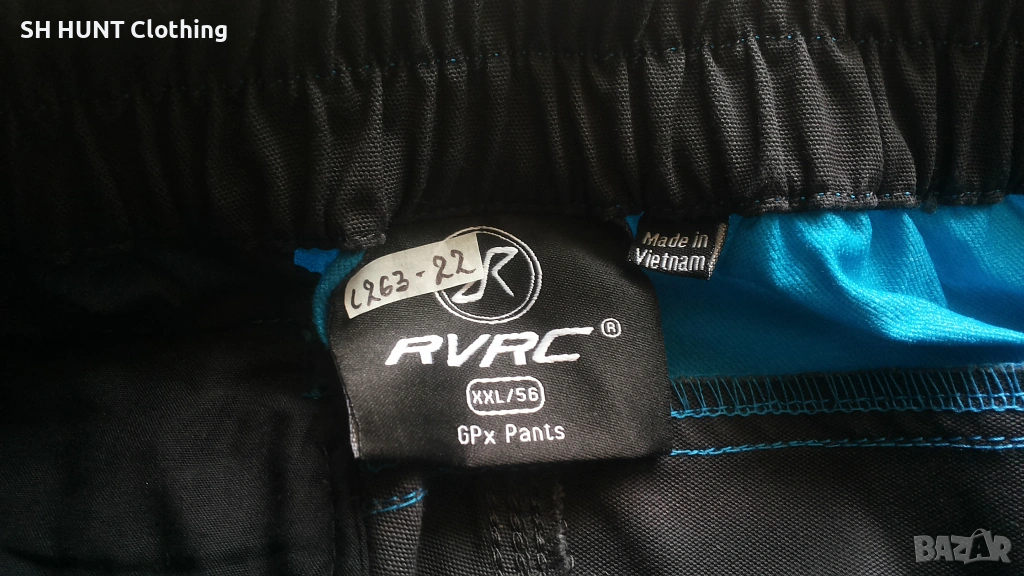 SH HUNT Clothing
Made in
Vietnam
L263-22
R
RVRC ®
XXL/56
GPx Pants
BAZAR